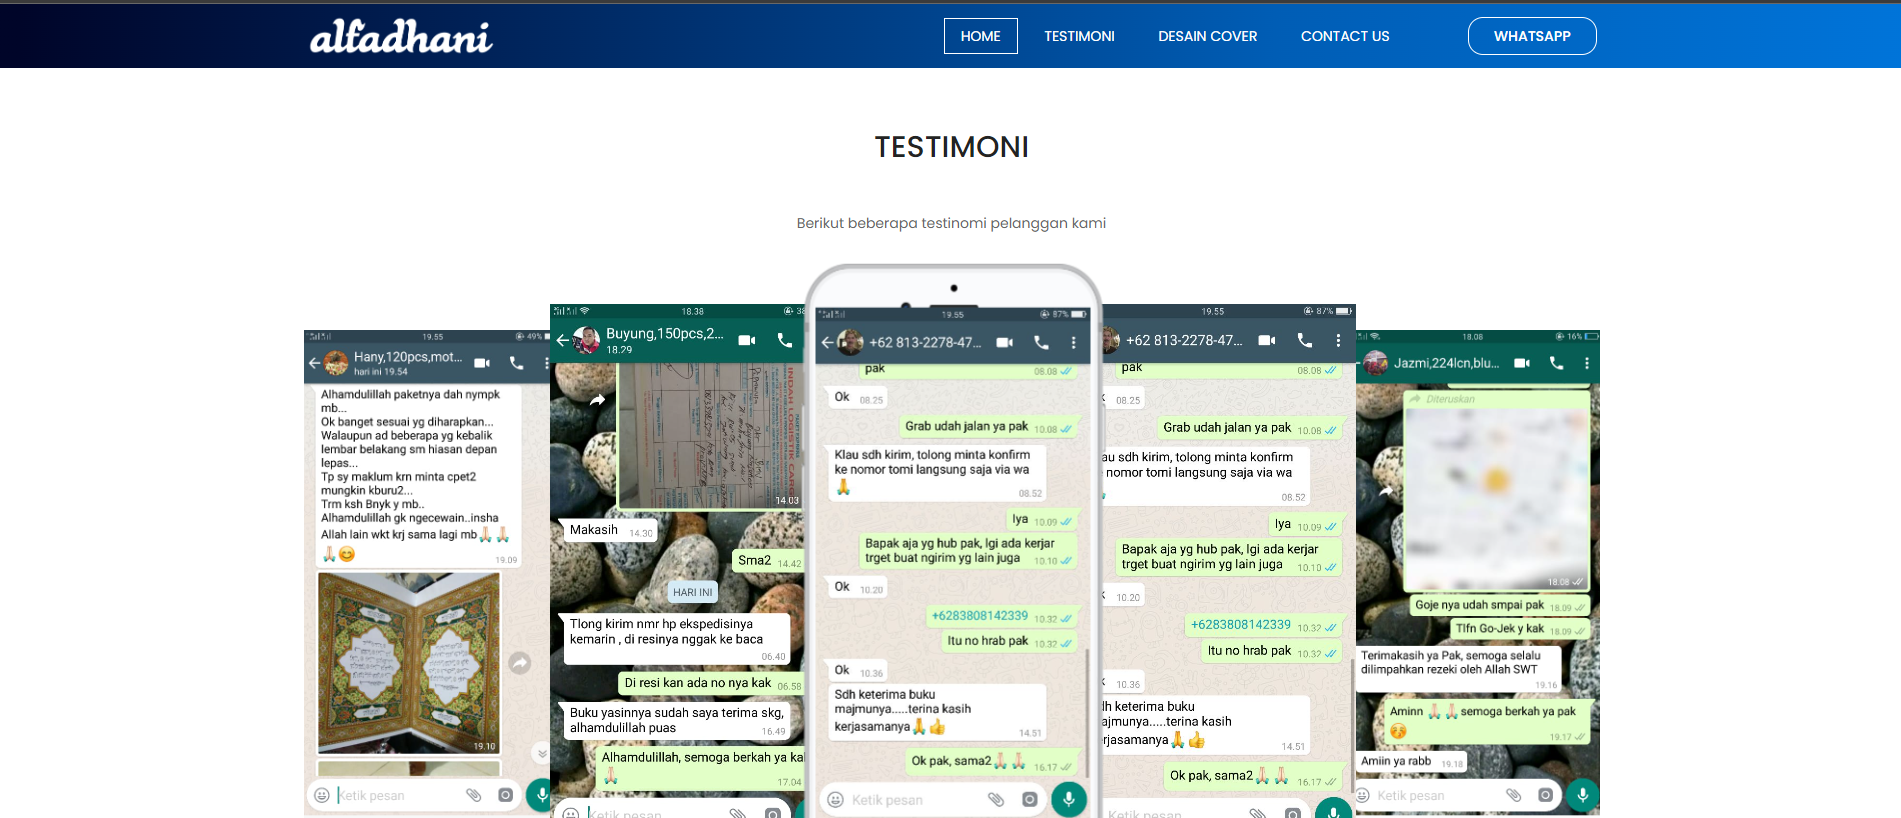 alfadhani
HOME
TESTIMONI
DESAIN COVER
CONTACT US
WHATSAPP
TESTIMONI
Berikut beberapa testinomi pelanggan kami
19.55
49%
Hany,120pcs,mot...
hari ini 19.54
Alhamdulillah paketnya dah nympk
mb...
Ok banget sesuai yg diharapkan...
Walaupun ad beberapa yg kebalik
lembar belakang sm hiasan depan
lepas...
Tp sy maklum krn minta cpet2
mungkin kburu2...
Trm ksh Bnyk y mb..
Alhamdulillah gk ngecewain..insha
Allah lain wkt krj sama lagi mb🙏🙏
🙏😊
19.09
19.10
Ketik pesan
18.38
38
Buyung,150pcs,2...
18.29
INDAH LOGISTIK CARGO
14.03
Makasih 14.30
Sma2 14.42
HARI INI
Tlong kirim nmr hp ekspedisinya
kemarin , di resinya nggak ke baca
06.40
Di resi kan ada no nya kak 06.58
Buku yasinnya sudah saya terima skg,
alhamdulillah puas
16.49
Alhamdulillah, semoga berkah ya ka
🙏
17.04
Ketik pesan
19.55
87%
+62 813-2278-47...
pak
08.08
Ok 08.25
Grab udah jalan ya pak 10.08
Klau sdh kirim, tolong minta konfirm
ke nomor tomi langsung saja via wa
🙏
08.52
Iya 10.09
Bapak aja yg hub pak, lgi ada kerjar
trget buat ngirim yg lain juga 10.10
Ok 10.20
+6283808142339 10.32
Itu no hrab pak 10.32
Ok 10.36
Sdh keterima buku
majmunya.....terina kasih
kerjasamanya🙏👍
14.51
Ok pak, sama2🙏🙏 16.17
Ketik pesan
19.55
87%
+62 813-2278-47...
pak
08.08
08.25
Grab udah jalan ya pak 10.08
au sdh kirim, tolong minta konfirm
nomor tomi langsung saja via wa
08.52
Iya 10.09
Bapak aja yg hub pak, lgi ada kerjar
trget buat ngirim yg lain juga 10.10
10.20
+6283808142339 10.32
Itu no hrab pak 10.32
10.36
h keterima buku
ajmunya.....terina kasih
rjasamanya🙏👍
14.51
Ok pak, sama2🙏🙏 16.17
Ketik pesan
18.08
16%
Jazmi,224lcn,blu...
Diteruskan
18.08
Goje nya udah smpai pak 18.09
Tlfn Go-Jek y kak 18.09
Terimakasih ya Pak, semoga selalu
dilimpahkan rezeki oleh Allah SWT
19.16
Aminn 🙏🙏semoga berkah ya pak
😚
19.17
Amiin ya rabb 19.18
Ketik pesan